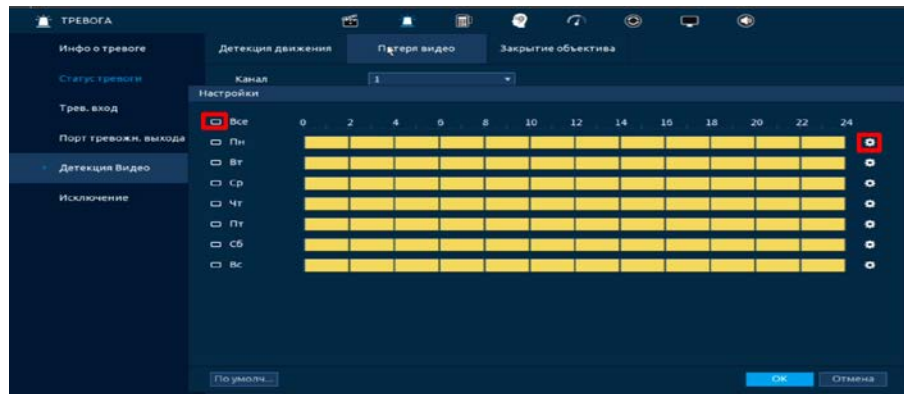 ТРЕВОГА
Инфо о тревоге
Детекция движения Потеря видео Закрытие объектива
Статус тревоги
Канал 1
Настройки
Трев. вход
Все 0 2 4 6 8 10 12 14 16 18 20 22 24
Порт тревожн. выхода
Пн
Детекция Видео
Вт
Ср
Исключение
Чт
Пт
Сб
Вс
По умолч...
ОК Отмена